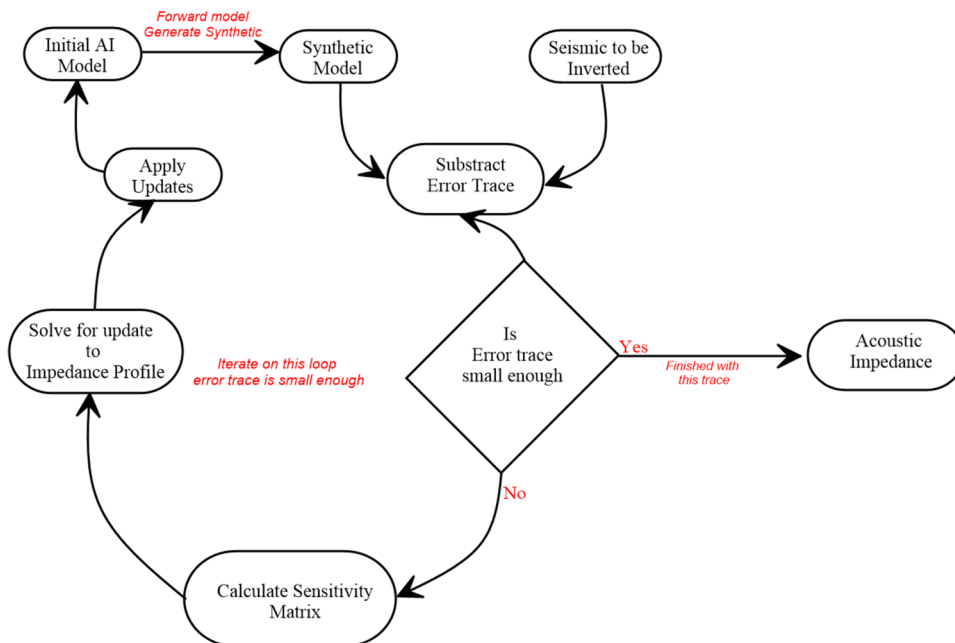 Forward model
Generate Synthetic
Initial AI
Model
Synthetic
Model
Seismic to be
Inverted
Apply
Updates
Substract
Error Trace
Solve for update
to
Impedance Profile
Iterate on this loop
error trace is small enough
Is
Error trace
small enough
Yes
Finished with
this trace
Acoustic
Impedance
No
Calculate Sensitivity
Matrix